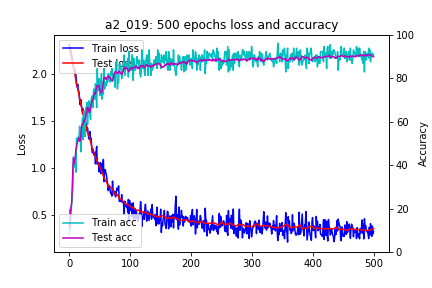 a2_019: 500 epochs loss and accuracy
Train loss
Test loss
Train acc
Test acc
Loss
Accuracy
2.0
1.5
1.0
0.5
100
80
60
40
20
0
0
100
200
300
400
500